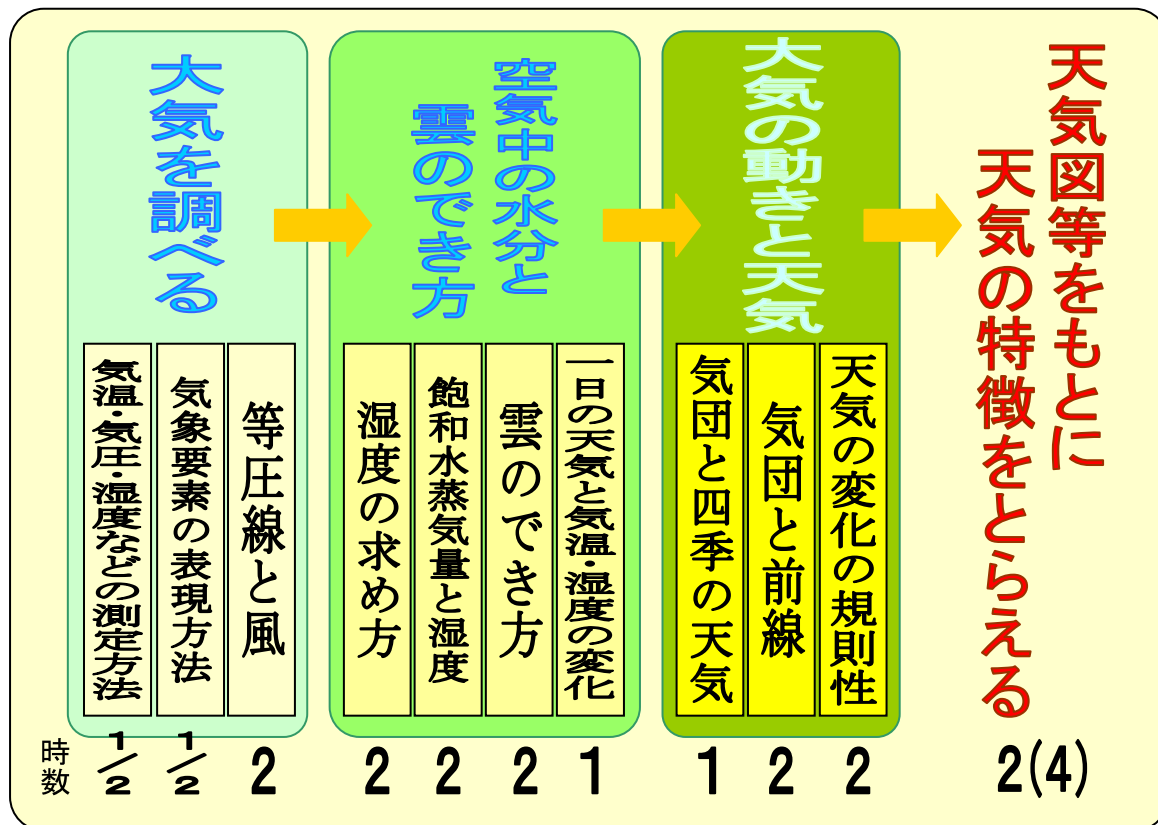 大気を調べる
気温・気圧・湿度などの測定方法
気象要素の表現方法
等圧線と風
空気中の水分と
雲のでき方
湿度の求め方
飽和水蒸気量と湿度
雲のでき方
一日の天気と気温・湿度の変化
大気の動きと天気
気団と四季の天気
気団と前線
天気の変化の規則性
天気図等をもとに
天気の特徴をとらえる
時数
1/2
1/2
2
2
2
2
1
1
2
2
2(4)